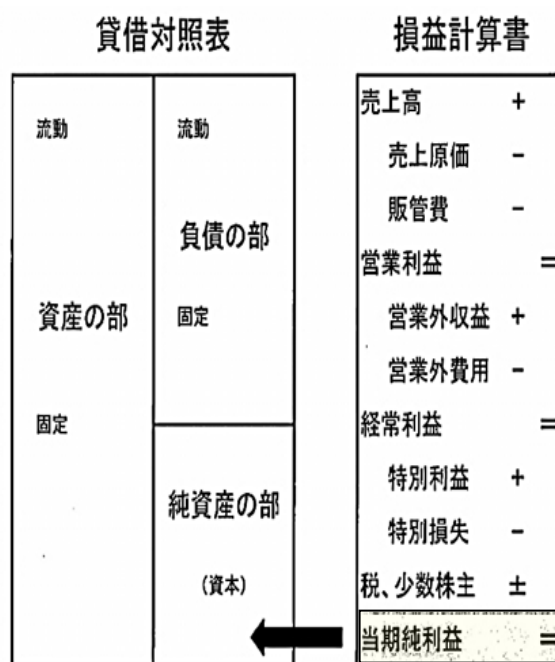 貸借対照表
流動
資産の部
固定
流動
負債の部
固定
純資産の部
(資本)
損益計算書
売上高 +
売上原価 -
販管費 -
営業利益 =
営業外収益 +
営業外費用 -
経常利益 =
特別利益 +
特別損失 -
税、少数株主 ±
当期純利益 =